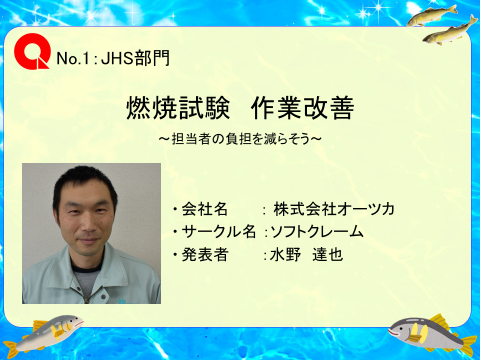 No.1：JHS部門
燃焼試験　作業改善
～担当者の負担を減らそう～
・会社名　　：株式会社オーツカ
・サークル名：ソフトクレーム
・発表者　　：水野　達也